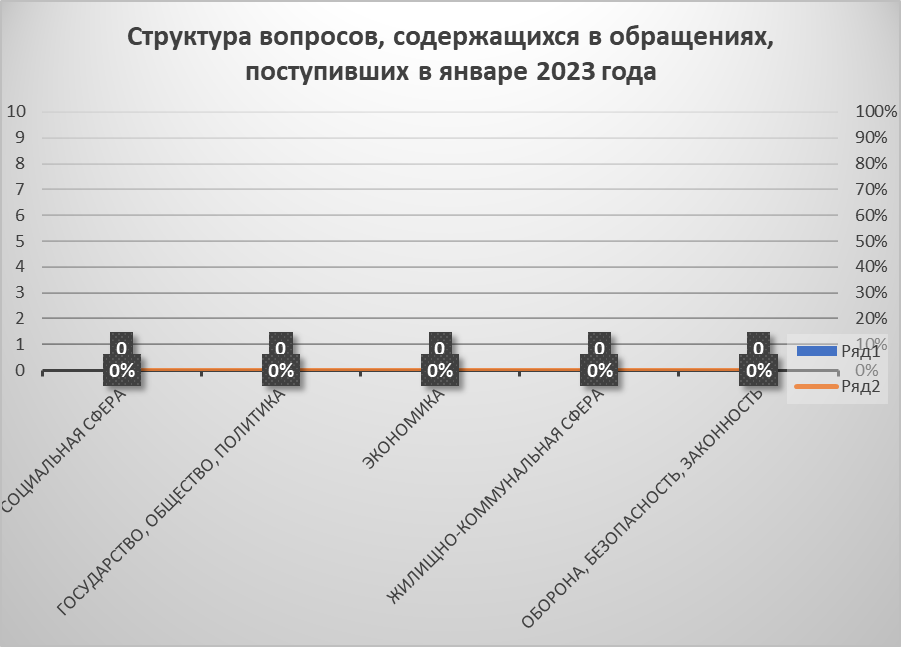 Структура вопросов, содержащихся в обращениях,
поступивших в январе 2023 года
10 100%
9 90%
8 80%
7 70%
6 60%
5 50%
4 40%
3 30%
2 20%
1 10%
0 0%
0 0 0 0 0
0% 0% 0% 0% 0%
Ряд1
Ряд2
СОЦИАЛЬНАЯ СФЕРА
ГОСУДАРСТВО, ОБЩЕСТВО, ПОЛИТИКА
ЭКОНОМИКА
ЖИЛИЩНО-КОММУНАЛЬНАЯ СФЕРА
ОБОРОНА, БЕЗОПАСНОСТЬ, ЗАКОННОСТЬ